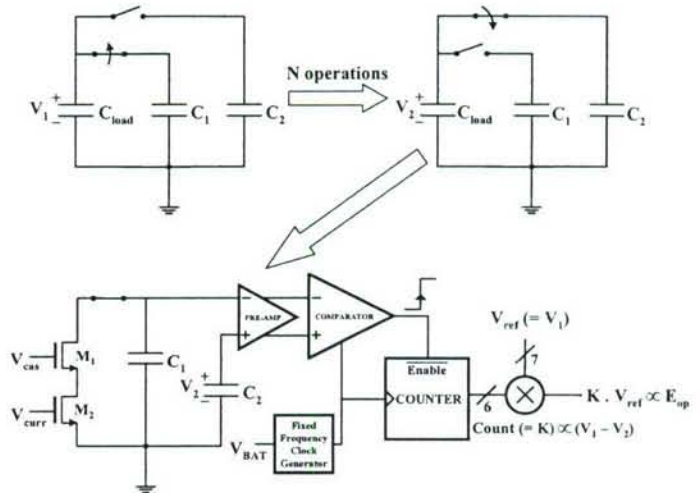 N operations
V1 + − Cload C1 C2
V2 + − Cload C1 C2
Vcas M1
Vcurr M2
C1
V2 + − C2
− + PRE-AMP
− + COMPARATOR
VBAT
Fixed
Frequency
Clock
Generator
E̅n̅a̅b̅l̅e̅
COUNTER
6
Vref (= V1)
7
K . Vref ∝ Eop
Count (= K) ∝ (V1 – V2)